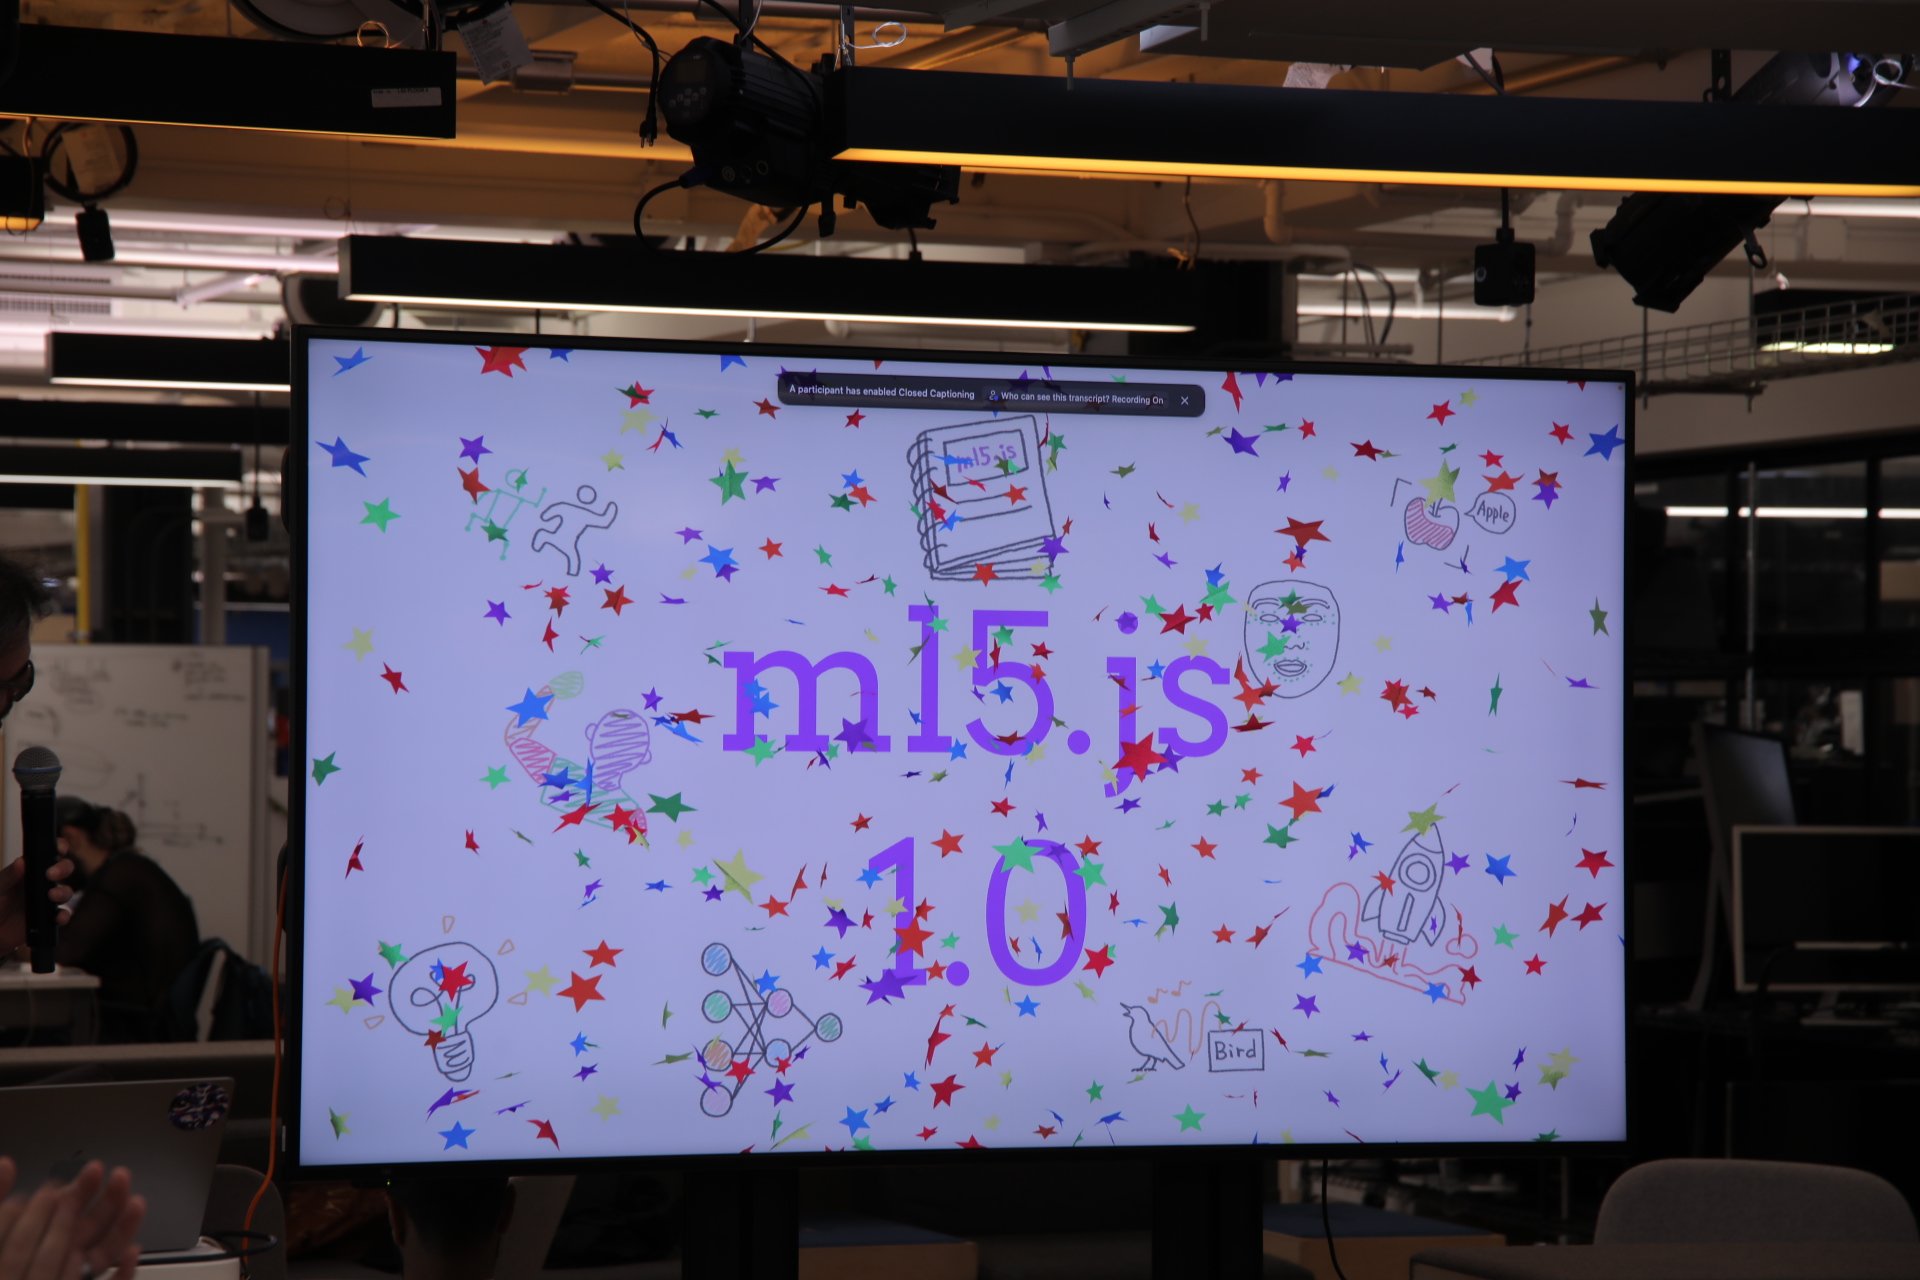 A participant has enabled Closed Captioning Who can see this transcript? Recording On
ml5.js
Apple
ml5.js
1.0
Bird